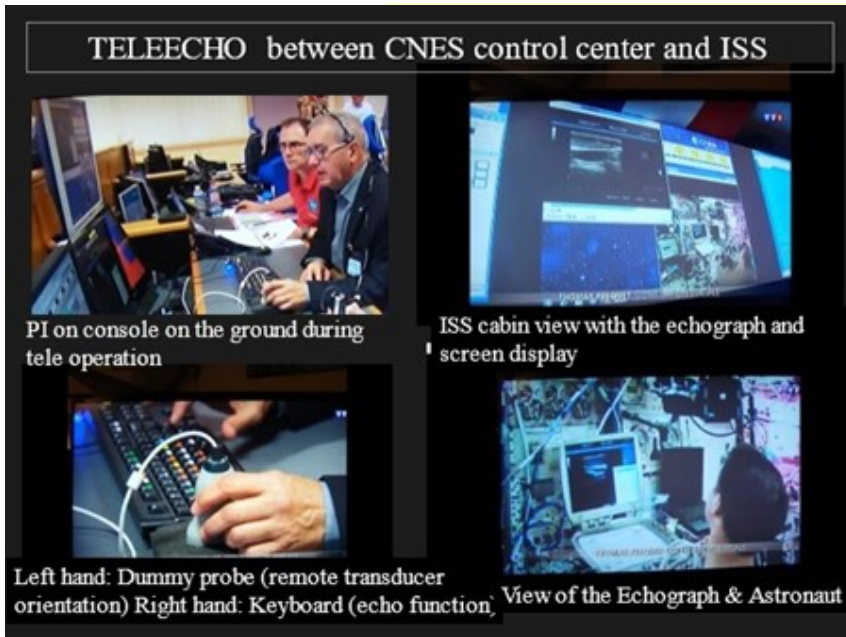 TELEECHO between CNES control center and ISS
PI on console on the ground during
tele operation
ISS cabin view with the echograph and
screen display
Left hand: Dummy probe (remote transducer
orientation) Right hand: Keyboard (echo function)
View of the Echograph & Astronaut
TF1